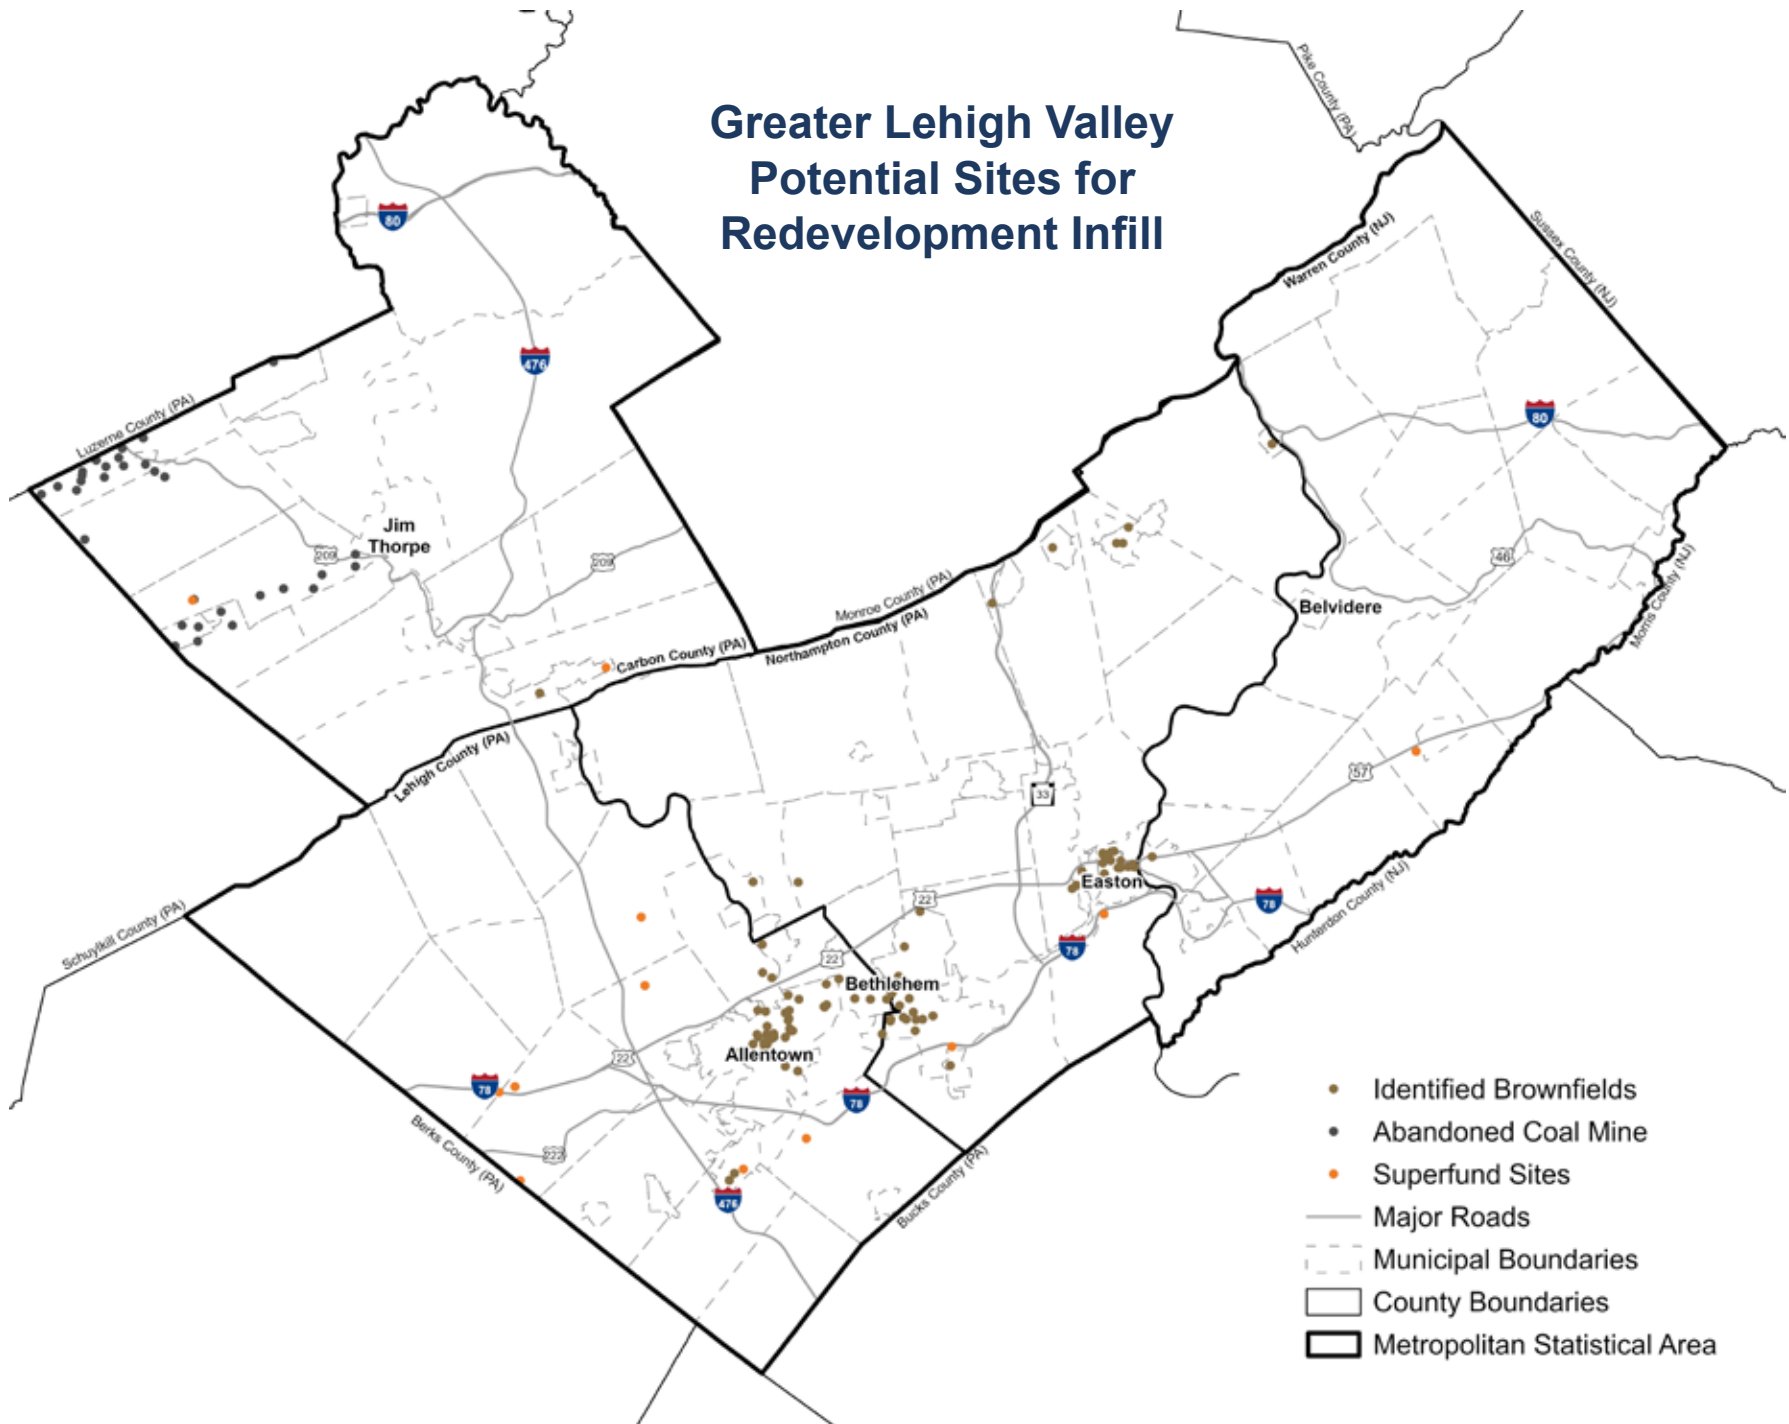 Greater Lehigh Valley
Potential Sites for
Redevelopment Infill
Pike County (PA)
Sussex County (NJ)
Warren County (NJ)
80
476
80
Luzerne County (PA)
Jim
Thorpe
209
209
46
Monroe County (PA)
Northampton County (PA)
Carbon County (PA)
Belvidere
Morris County (NJ)
Lehigh County (PA)
57
33
Easton
22
78
Hunterdon County (NJ)
Schuylkill County (PA)
78
22
Bethlehem
Allentown
22
78
78
Berks County (PA)
222
476
Bucks County (PA)
Identified Brownfields
Abandoned Coal Mine
Superfund Sites
Major Roads
Municipal Boundaries
County Boundaries
Metropolitan Statistical Area